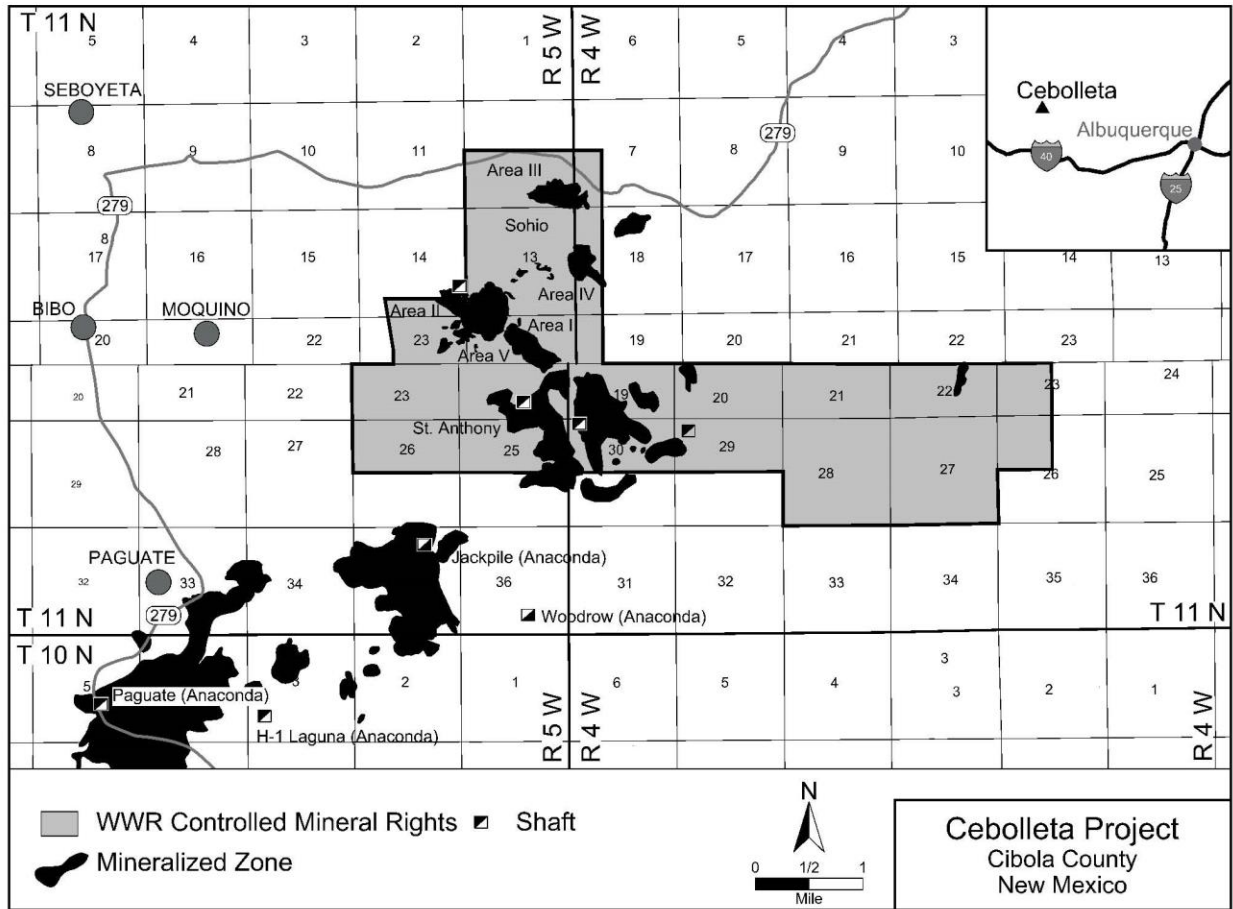 T 11 N
5 4 3 2 1 6 5 4 3
R 5 W
R 4 W
SEBOYETA
279
8 9 10 11 7 8 9 10
279
Area III
Sohio
8
17 16 15 14 13 18 17 16 15 14 13
Area IV
BIBO
MOQUINO
Area II
Area I
20 22 23 19 20 21 22 23
Area V
20 21 22 23 19 20 21 22 23 24
St. Anthony
28 27 26 25 30 29 28 27 26 25
29
PAGUATE
Jackpile (Anaconda)
32 33 34 36 31 32 33 34 35 36
279
Woodrow (Anaconda)
T 11 N
T 11 N
T 10 N
5 3 2 1 6 5 4 3 3 2 1
Paguate (Anaconda)
H-1 Laguna (Anaconda)
R 5 W
R 4 W
R 4 W
Cebolleta
Albuquerque
40
25
WWR Controlled Mineral Rights
Shaft
Mineralized Zone
N
0 1/2 1
Mile
Cebolleta Project
Cibola County
New Mexico